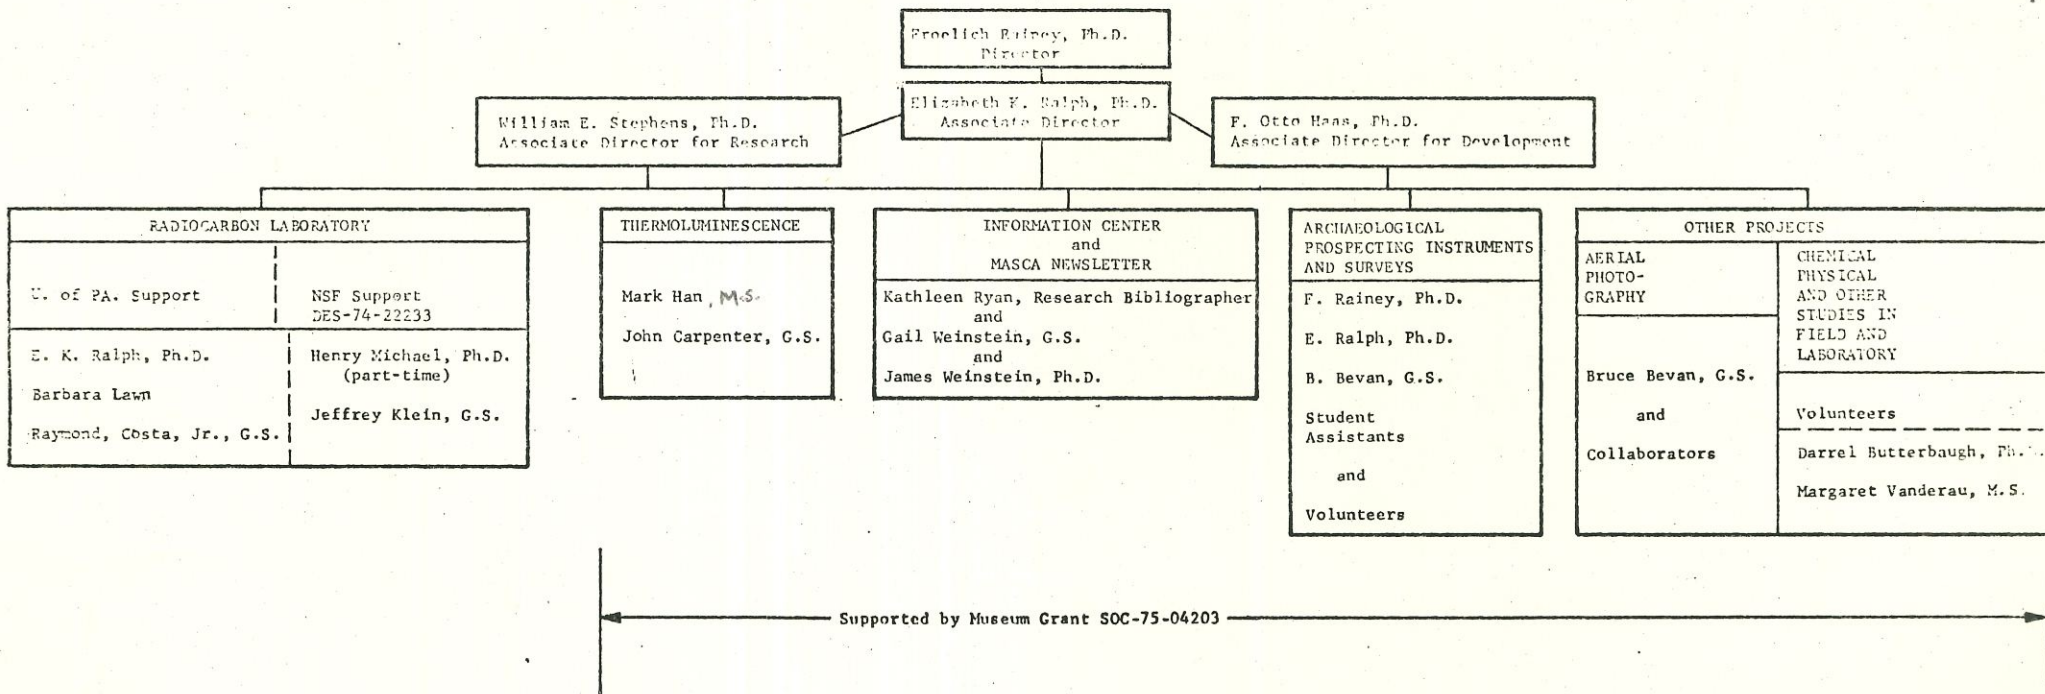 Froelich Rainey, Ph.D.
Director
Elizabeth K. Ralph, Ph.D.
Associate Director
William E. Stephens, Ph.D.
Associate Director for Research
F. Otto Haas, Ph.D.
Associate Director for Development
RADIOCARBON LABORATORY
U. of PA. Support
NSF Support
DES-74-22233
E. K. Ralph, Ph.D.
Barbara Lawn
Raymond, Costa, Jr., G.S.
Henry Michael, Ph.D.
(part-time)
Jeffrey Klein, G.S.
THERMOLUMINESCENCE
Mark Han, M.S.
John Carpenter, G.S.
INFORMATION CENTER
and
MASCA NEWSLETTER
Kathleen Ryan, Research Bibliographer
and
Gail Weinstein, G.S.
and
James Weinstein, Ph.D.
ARCHAEOLOGICAL
PROSPECTING INSTRUMENTS
AND SURVEYS
F. Rainey, Ph.D.
E. Ralph, Ph.D.
B. Bevan, G.S.
Student
Assistants
and
Volunteers
OTHER PROJECTS
AERIAL
PHOTO-
GRAPHY
Bruce Bevan, G.S.
and
Collaborators
CHEMICAL
PHYSICAL
AND OTHER
STUDIES IN
FIELD AND
LABORATORY
Volunteers
Darrel Butterbaugh, Ph.D.
Margaret Vanderau, M.S.
Supported by Museum Grant SOC-75-04203